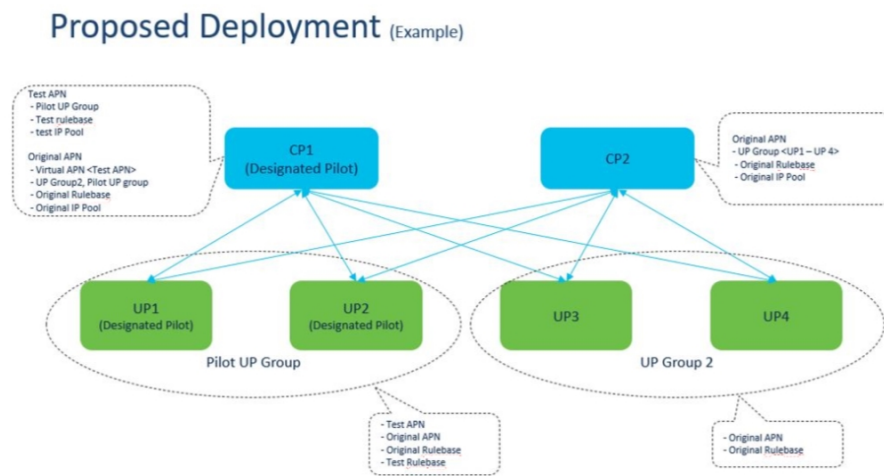 Proposed Deployment (Example)
Test APN
- Pilot UP Group
- Test rulebase
- test IP Pool
Original APN
- Virtual APN <Test APN>
- UP Group2, Pilot UP group
- Original Rulebase
- Original IP Pool
CP1
(Designated Pilot)
CP2
Original APN
- UP Group <UP1 – UP 4>
- Original Rulebase
- Original IP Pool
UP1
(Designated Pilot)
UP2
(Designated Pilot)
UP3
UP4
Pilot UP Group
UP Group 2
- Test APN
- Original APN
- Original Rulebase
- Test Rulebase
- Original APN
- Original Rulebase